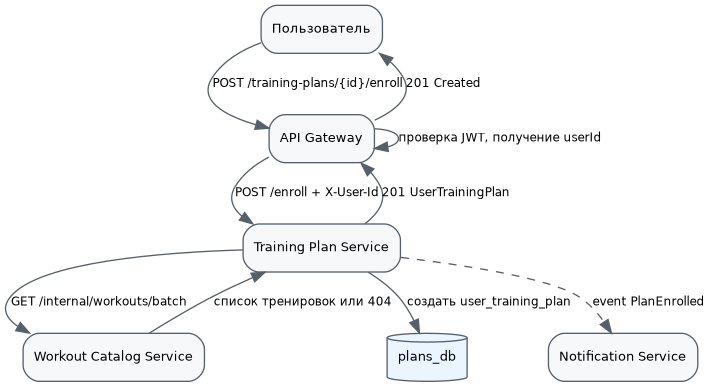 Пользователь
POST /training-plans/{id}/enroll
201 Created
API Gateway
проверка JWT, получение userId
POST /enroll + X-User-Id
201 UserTrainingPlan
Training Plan Service
GET /internal/workouts/batch
список тренировок или 404
создать user_training_plan
event PlanEnrolled
Workout Catalog Service
plans_db
Notification Service